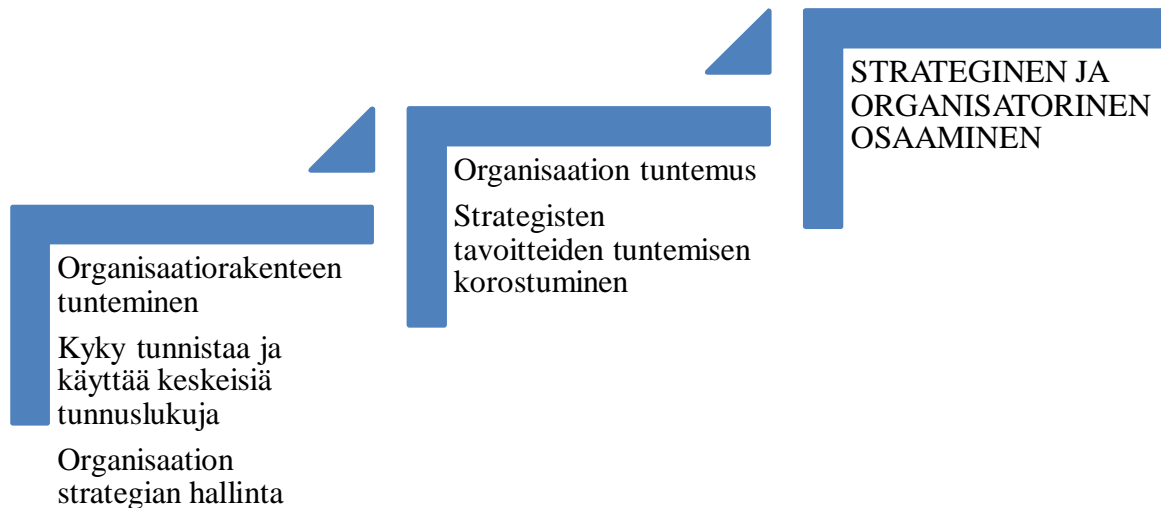 Organisaatiorakenteen
tunteminen
Kyky tunnistaa ja
käyttää keskeisiä
tunnuslukuja
Organisaation
strategian hallinta
Organisaation tuntemus
Strategisten
tavoitteiden tuntemisen
korostuminen
STRATEGINEN JA
ORGANISATORINEN
OSAAMINEN